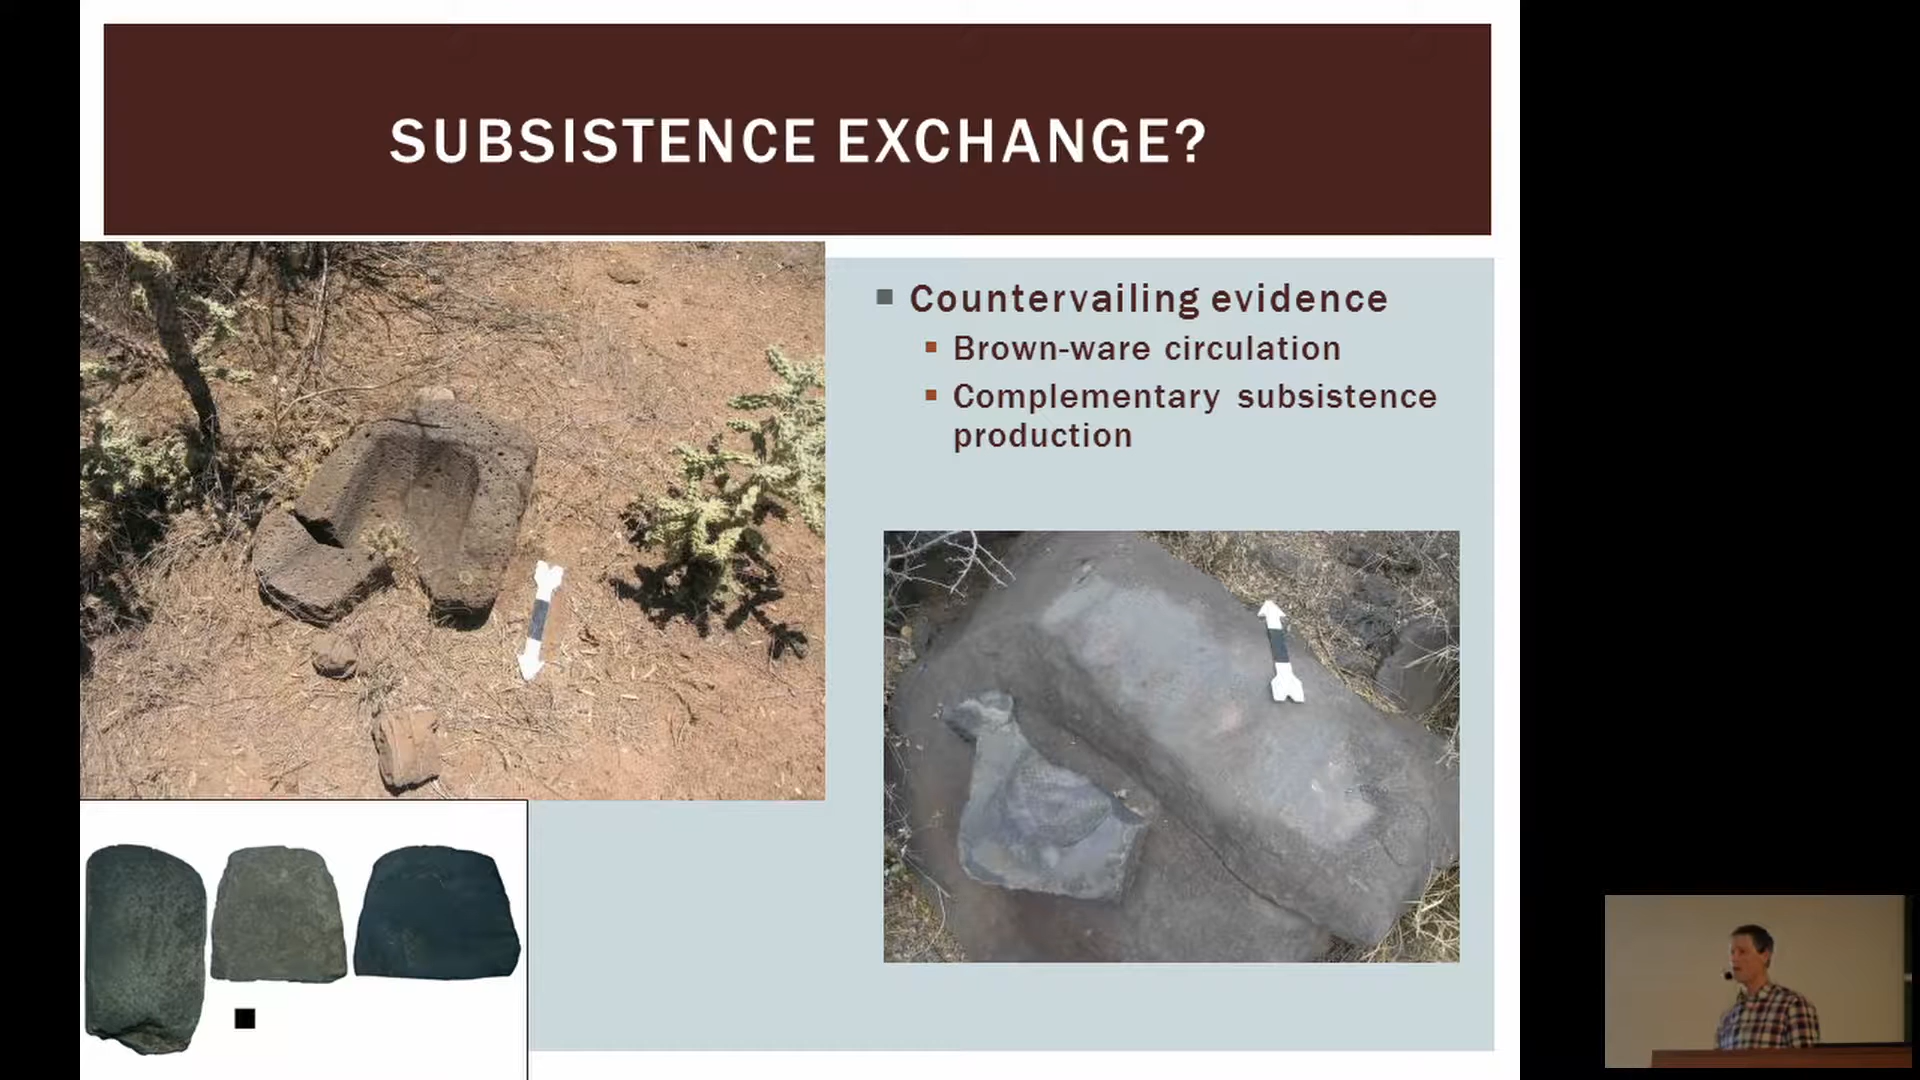 SUBSISTENCE EXCHANGE?
Countervailing evidence
Brown-ware circulation
Complementary subsistence
production